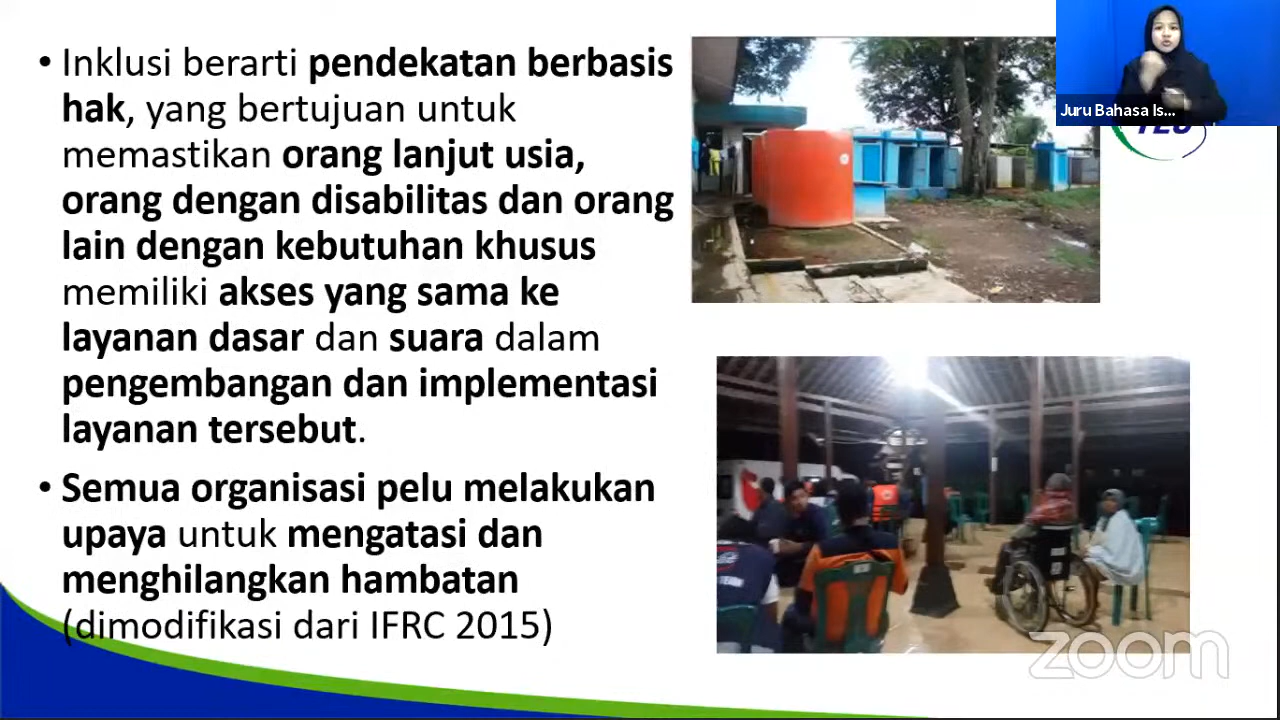 • Inklusi berarti pendekatan berbasis
hak, yang bertujuan untuk
memastikan orang lanjut usia,
orang dengan disabilitas dan orang
lain dengan kebutuhan khusus
memiliki akses yang sama ke
layanan dasar dan suara dalam
pengembangan dan implementasi
layanan tersebut.
• Semua organisasi pelu melakukan
upaya untuk mengatasi dan
menghilangkan hambatan
(dimodifikasi dari IFRC 2015)
Juru Bahasa Is...
zoom